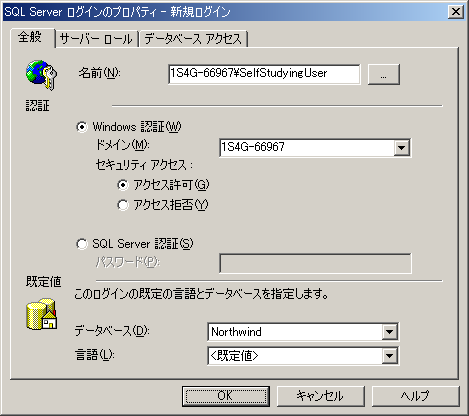 SQL Server ログインのプロパティ - 新規ログイン
全般 サーバー ロール データベース アクセス
名前(N): 1S4G-66967¥SelfStudyingUser ...
認証
Windows 認証(W)
ドメイン(M): 1S4G-66967
セキュリティ アクセス :
アクセス許可(G)
アクセス拒否(Y)
SQL Server 認証(S)
パスワード(P):
既定値
このログインの既定の言語とデータベースを指定します。
データベース(D): Northwind
言語(L): <既定値>
OK キャンセル ヘルプ